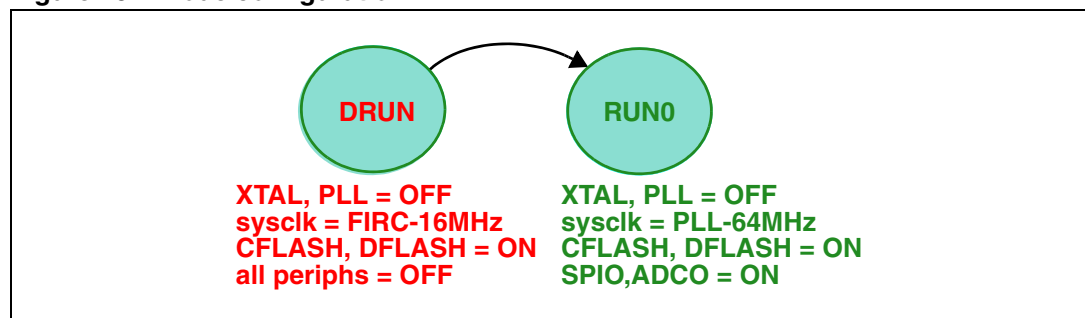 DRUN
RUN0
XTAL, PLL = OFF
sysclk = FIRC-16MHz
CFLASH, DFLASH = ON
all periphs = OFF
XTAL, PLL = OFF
sysclk = PLL-64MHz
CFLASH, DFLASH = ON
SPIO,ADCO = ON